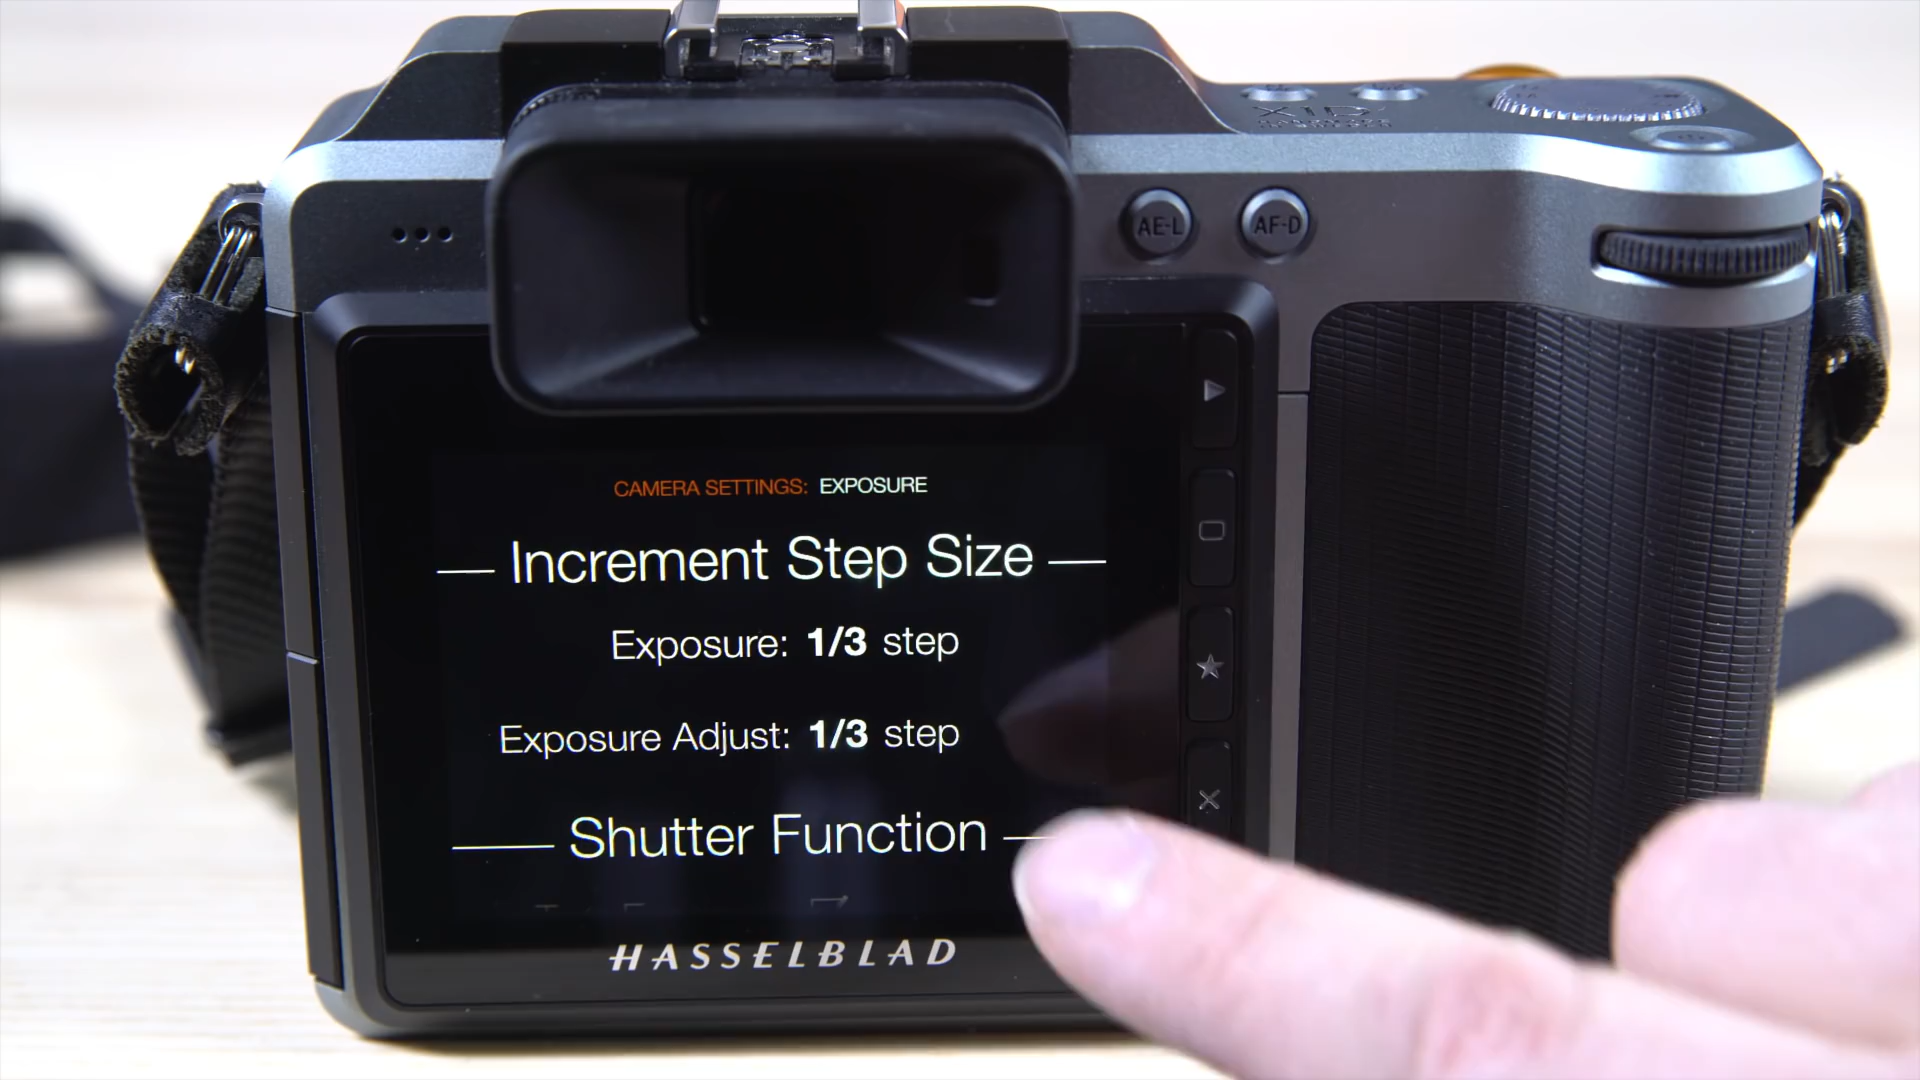 X1D
AE-L AF-D
CAMERA SETTINGS: EXPOSURE
Increment Step Size
Exposure: 1/3 step
Exposure Adjust: 1/3 step
Shutter Function
HASSELBLAD